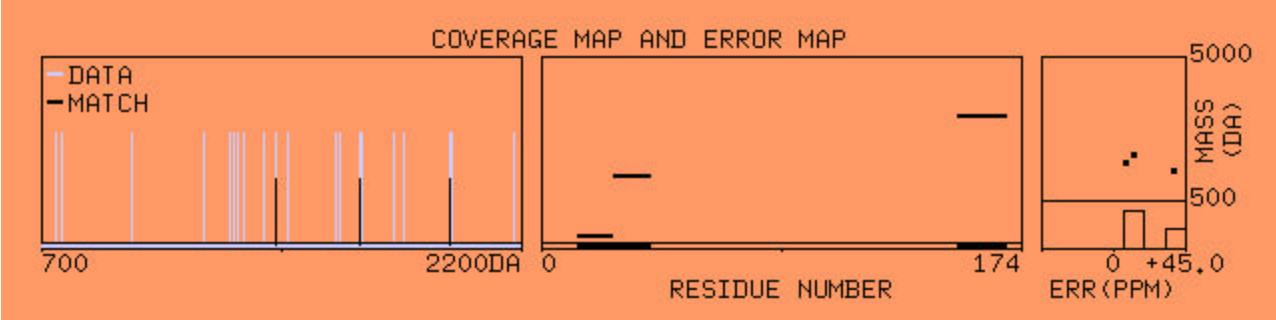 COVERAGE MAP AND ERROR MAP
DATA
MATCH
700
2200DA
0
174
RESIDUE NUMBER
5000
MASS
(DA)
500
0
+45.0
ERR(PPM)